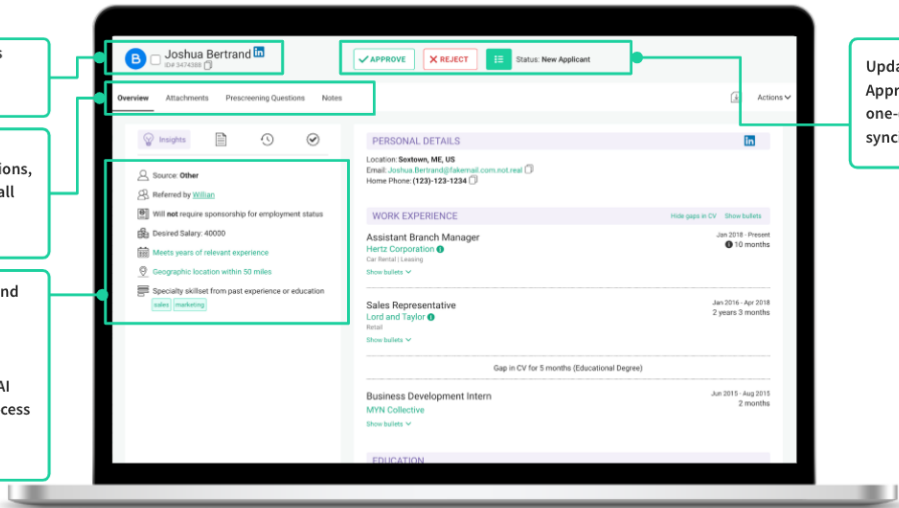 s
ions,
all
nd
AI
cess
B
Joshua Bertrand in
ID# 3474388
APPROVE
REJECT
Status: New Applicant
Upda
Appr
one-
sync
Overview Attachments Prescreening Questions Notes
Actions
Insights
Source: Other
Referred by Willian
Will not require sponsorship for employment status
Desired Salary: 40000
Meets years of relevant experience
Geographic location within 50 miles
Specialty skillset from past experience or education
sales marketing
PERSONAL DETAILS in
Location: Sextown, ME, US
Email: Joshua.Bertrand@fakemail.com.not.real
Home Phone: (123)-123-1234
WORK EXPERIENCE Hide gaps in CV Show bullets
Assistant Branch Manager Jan 2018 - Present
Hertz Corporation 10 months
Car Rental | Leasing
Show bullets
Sales Representative Jan 2016 - Apr 2018
Lord and Taylor 2 years 3 months
Retail
Show bullets
Gap in CV for 5 months (Educational Degree)
Business Development Intern Jun 2015 - Aug 2015
MYN Collective 2 months
Show bullets
EDUCATION